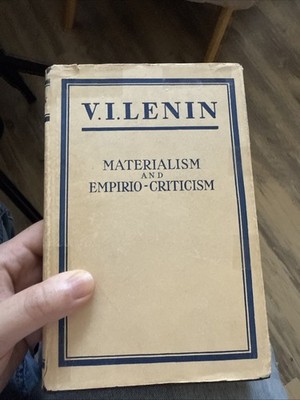 V.I.LENIN
MATERIALISM
AND
EMPIRIO-CRITICISM